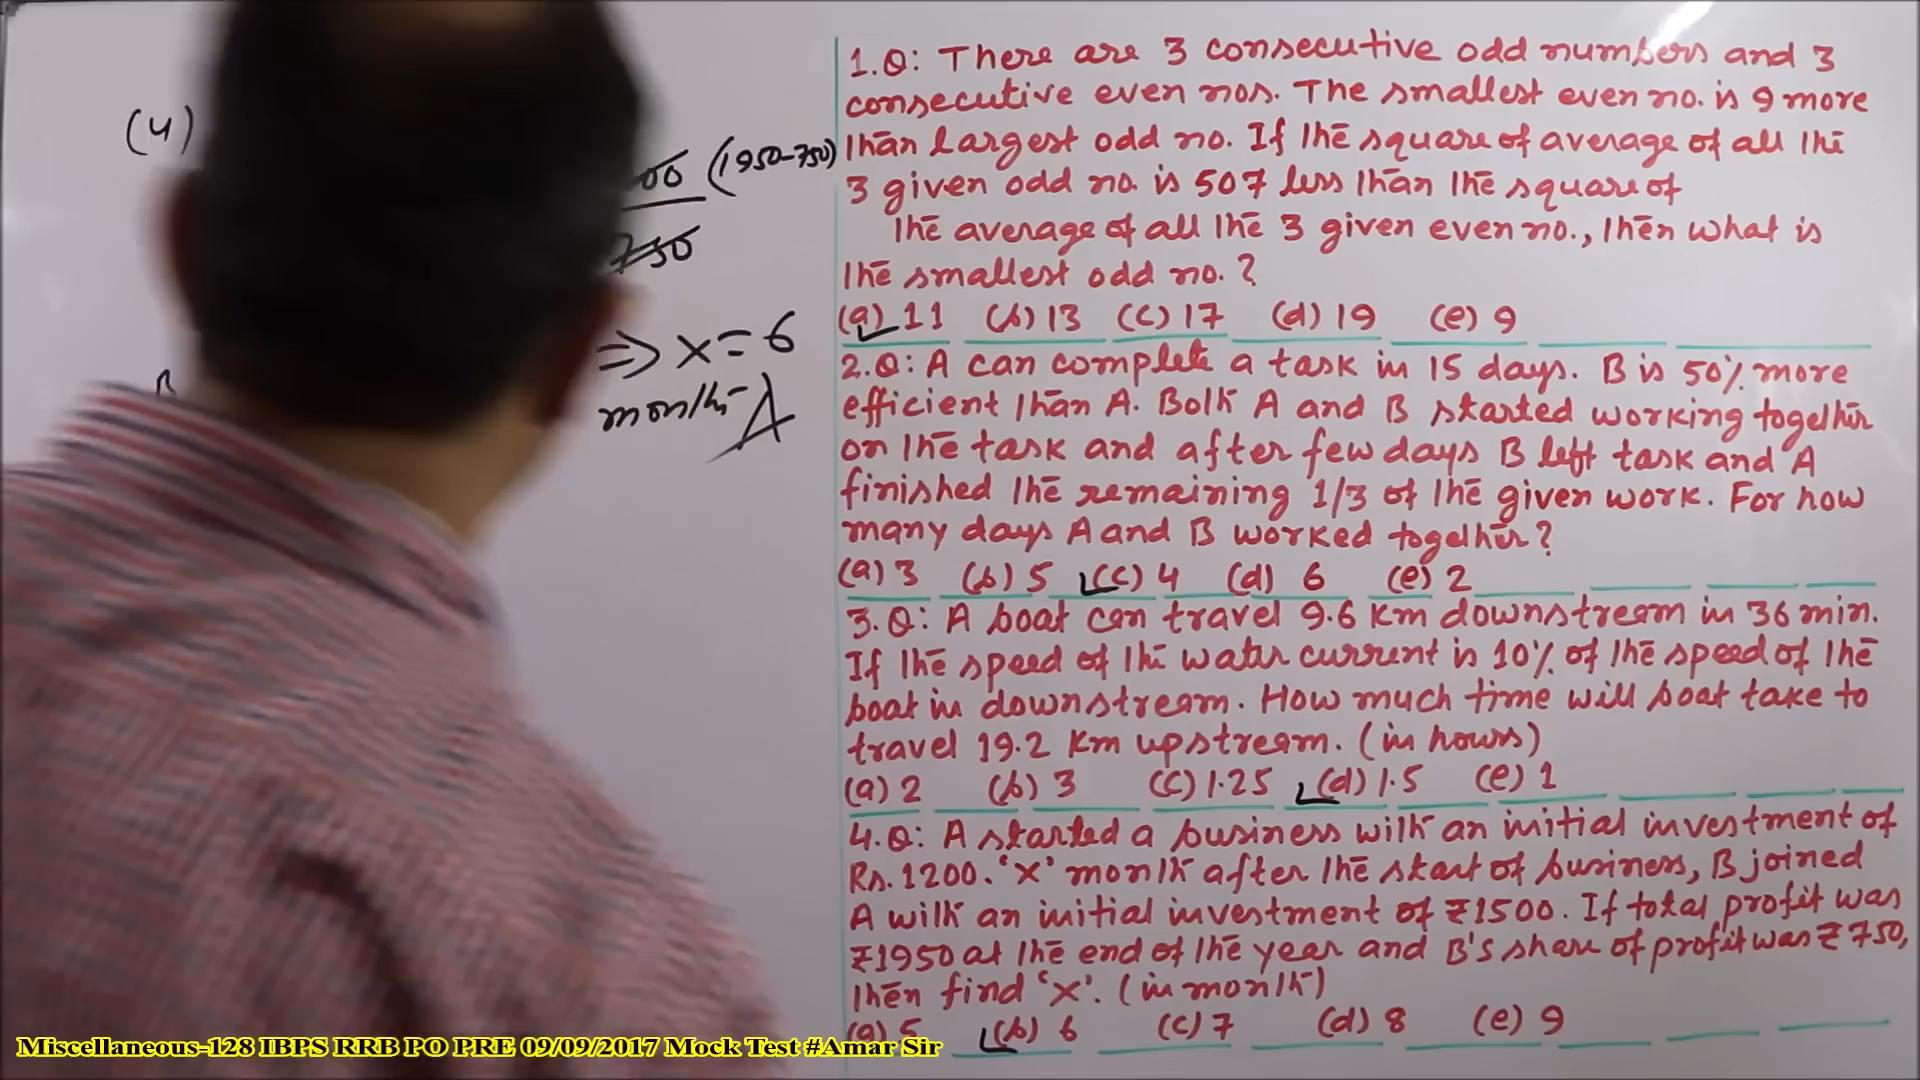 (4)
00 (1950-750)
750
⇒ x = 6
month A
B
1.Q: There are 3 consecutive odd numbers and 3
consecutive even nos. The smallest even no. is 9 more
than largest odd no. If the square of average of all the
3 given odd no. is 507 less than the square of
the average of all the 3 given even no., then what is
the smallest odd no.?
(a) 11 (b) 13 (c) 17 (d) 19 (e) 9
2.Q: A can complete a task in 15 days. B is 50% more
efficient than A. Both A and B started working together
on the task and after few days B left task and A
finished the remaining 1/3 of the given work. For how
many days A and B worked together?
(a) 3 (b) 5 (c) 4 (d) 6 (e) 2
3.Q: A boat can travel 9.6 Km downstream in 36 min.
If the speed of the water current is 10% of the speed of the
boat in downstream. How much time will boat take to
travel 19.2 Km upstream. (in hours)
(a) 2 (b) 3 (c) 1.25 (d) 1.5 (e) 1
4.Q: A started a business with an initial investment of
Rs. 1200. 'x' month after the start of business, B joined
A with an initial investment of ₹1500. If total profit was
₹1950 at the end of the year and B's share of profit was ₹750,
then find 'x'. (in month)
(a) 5 (b) 6 (c) 7 (d) 8 (e) 9
Miscellaneous-128 IBPS RRB PO PRE 09/09/2017 Mock Test #Amar Sir